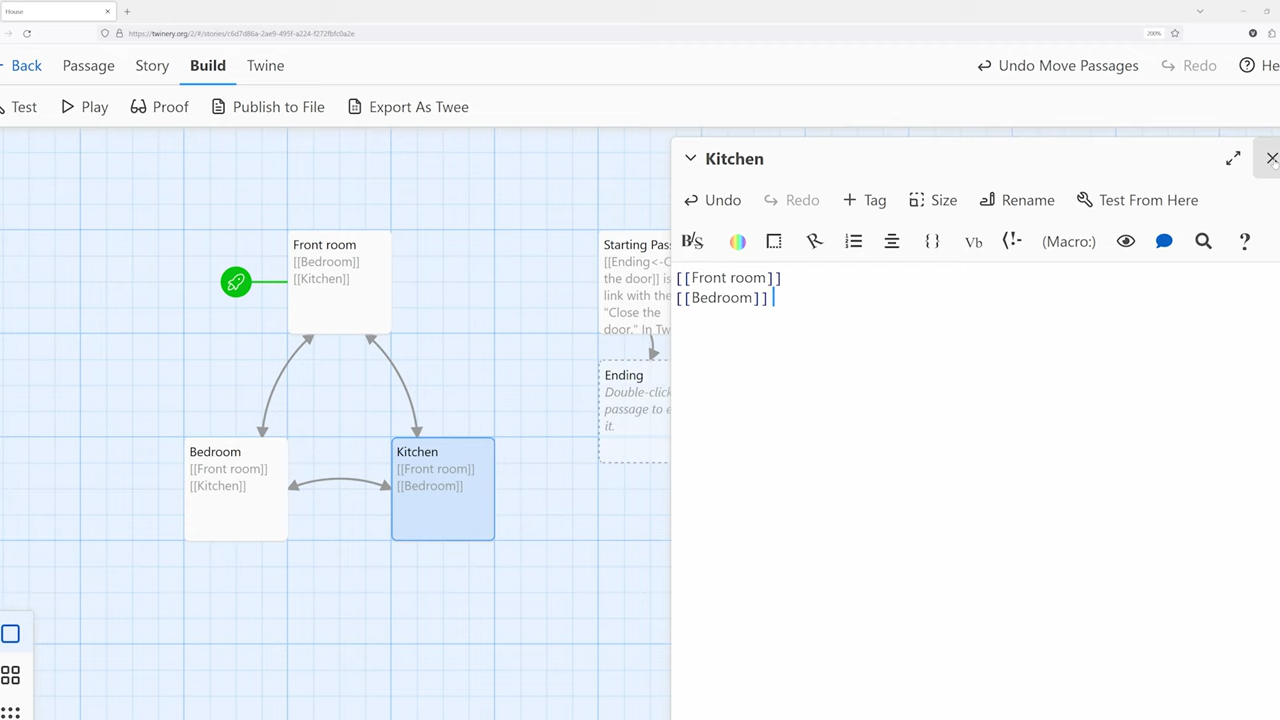 House
https://twinery.org/2/#/stories/c6d7d86a-2ae9-495f-a224-f272fbfc0a2e
200%
Back
Passage
Story
Build
Twine
Undo Move Passages
Redo
He
Test
Play
Proof
Publish to File
Export As Twee
Front room
[[Bedroom]]
[[Kitchen]]
Bedroom
[[Front room]]
[[Kitchen]]
Kitchen
[[Front room]]
[[Bedroom]]
Starting Pas
[[Ending<-C
the door]] is
link with the
"Close the
door." In Tw
Ending
Double-click
passage to e
it.
Kitchen
Undo
Redo
Tag
Size
Rename
Test From Here
B/S
{}
Vb
(Macro:)
?
[[Front room]]
[[Bedroom]]